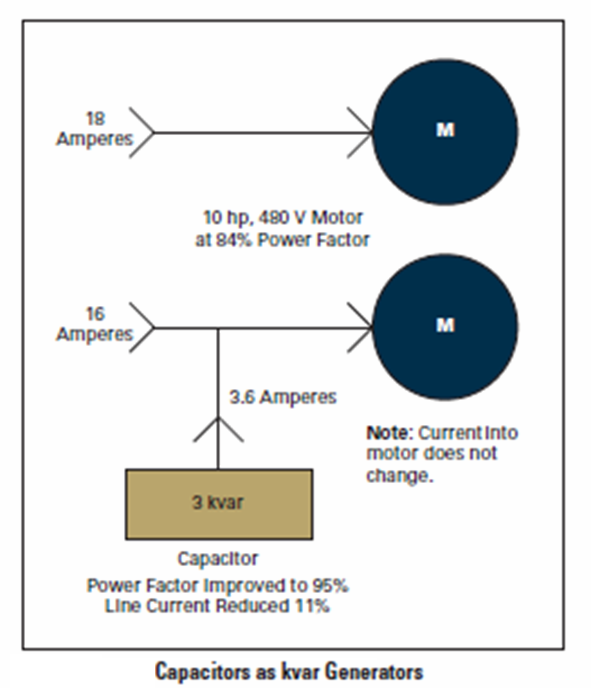 18
Amperes
M
10 hp, 480 V Motor
at 84% Power Factor
16
Amperes
M
3.6 Amperes
Note: Current Into
motor does not
change.
3 kvar
Capacitor
Power Factor Improved to 95%
Line Current Reduced 11%
Capacitors as kvar Generators